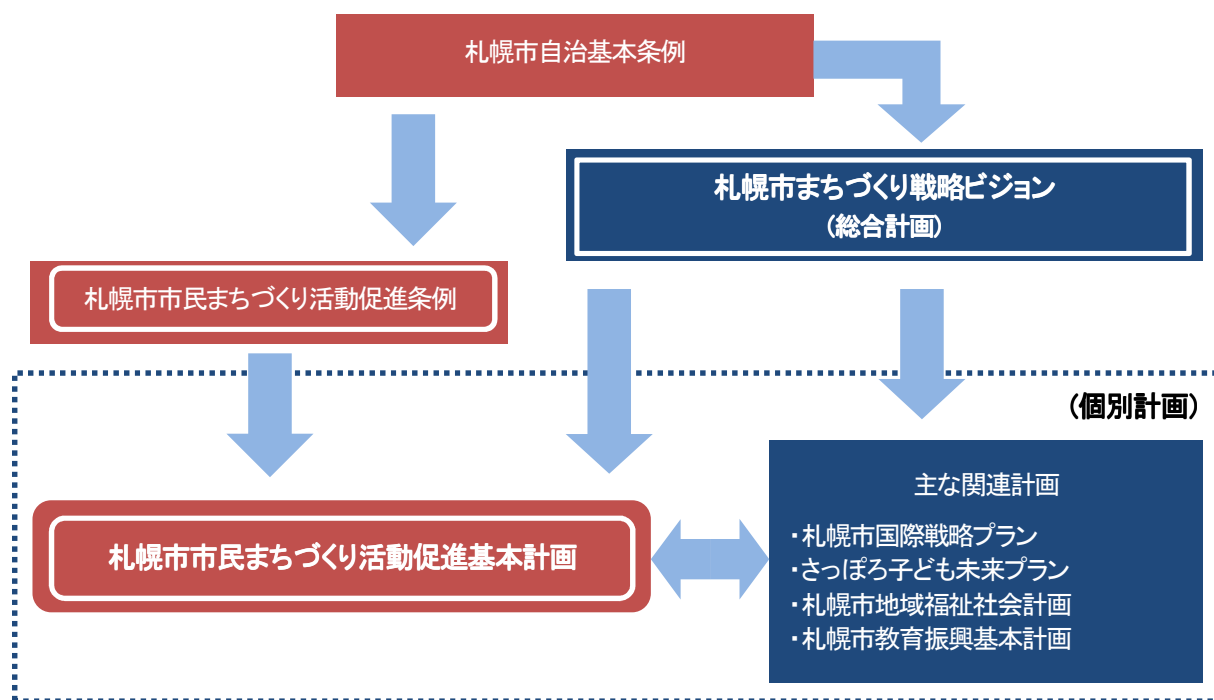 札幌市自治基本条例
札幌市まちづくり戦略ビジョン
(総合計画)
札幌市市民まちづくり活動促進条例
(個別計画)
主な関連計画
・札幌市国際戦略プラン
・さっぽろ子ども未来プラン
・札幌市地域福祉社会計画
・札幌市教育振興基本計画
札幌市市民まちづくり活動促進基本計画